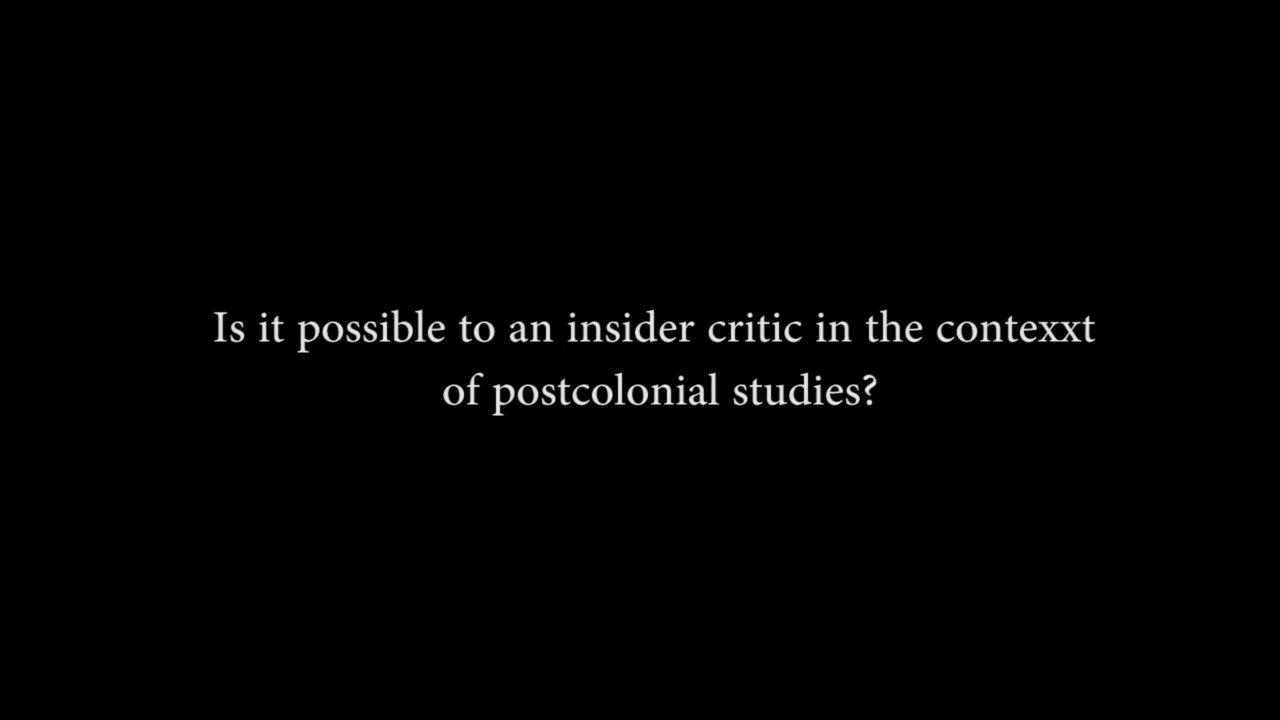 Is it possible to an insider critic in the contexxt
of postcolonial studies?